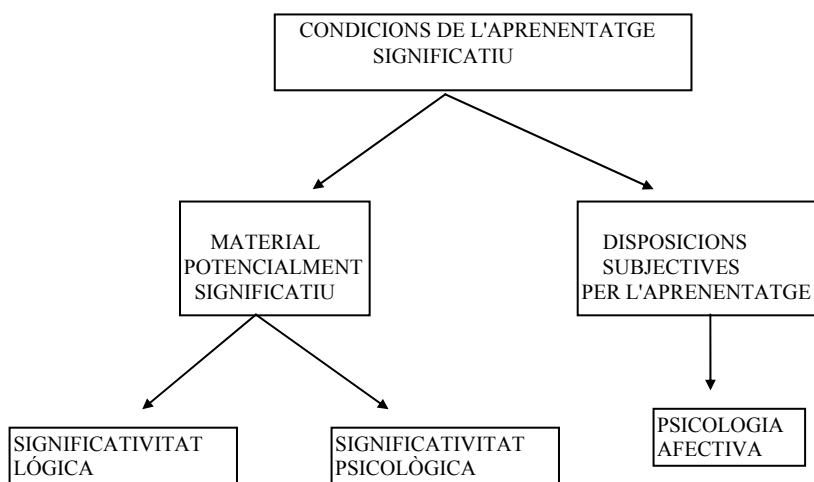 CONDICIONS DE L'APRENENTATGE
SIGNIFICATIU
MATERIAL
POTENCIALMENT
SIGNIFICATIU
DISPOSICIONS
SUBJECTIVES
PER L'APRENENTATGE
SIGNIFICATIVITAT
LÓGICA
SIGNIFICATIVITAT
PSICOLÒGICA
PSICOLOGIA
AFECTIVA